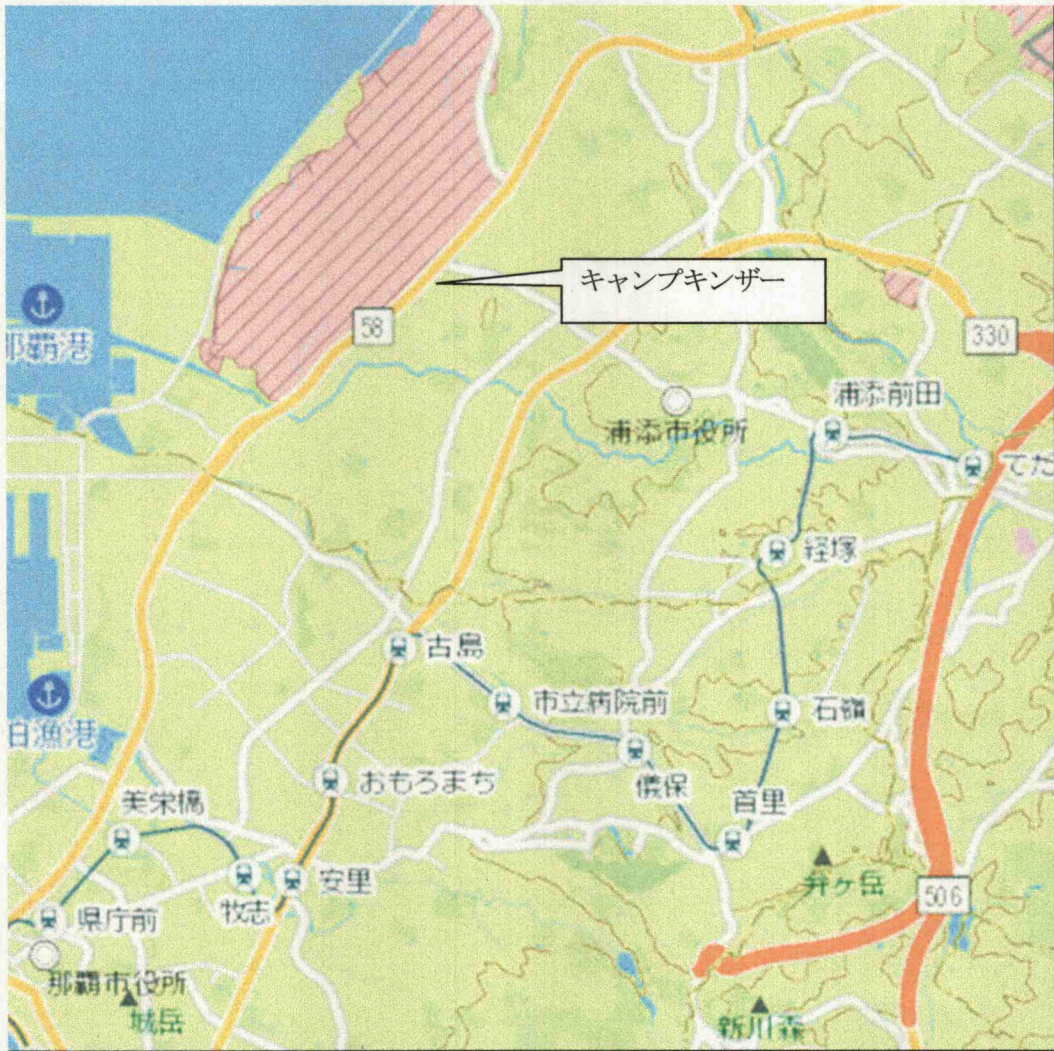 キャンプキンザー
58
那覇港
330
浦添前田
浦添市役所
てだ
経塚
古島
市立病院前
石嶺
漁港
おもろまち
美栄橋
儀保
首里
安里
牧志
弁ヶ岳
506
県庁前
那覇市役所
城岳
新川森